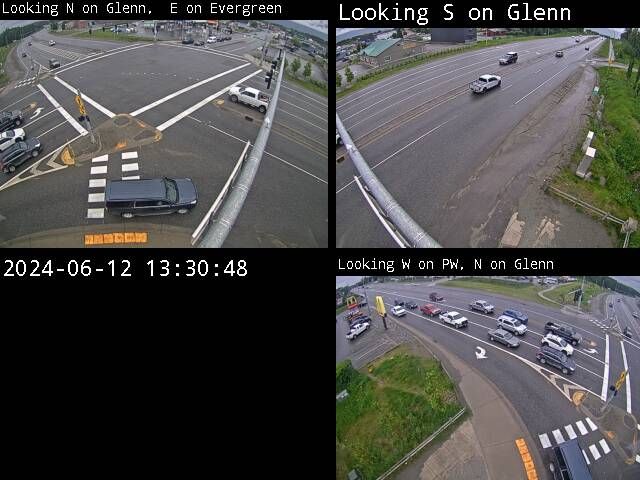 Looking N on Glenn,  E on Evergreen
Looking S on Glenn
2024-06-12 13:30:48
Looking W on PW, N on Glenn